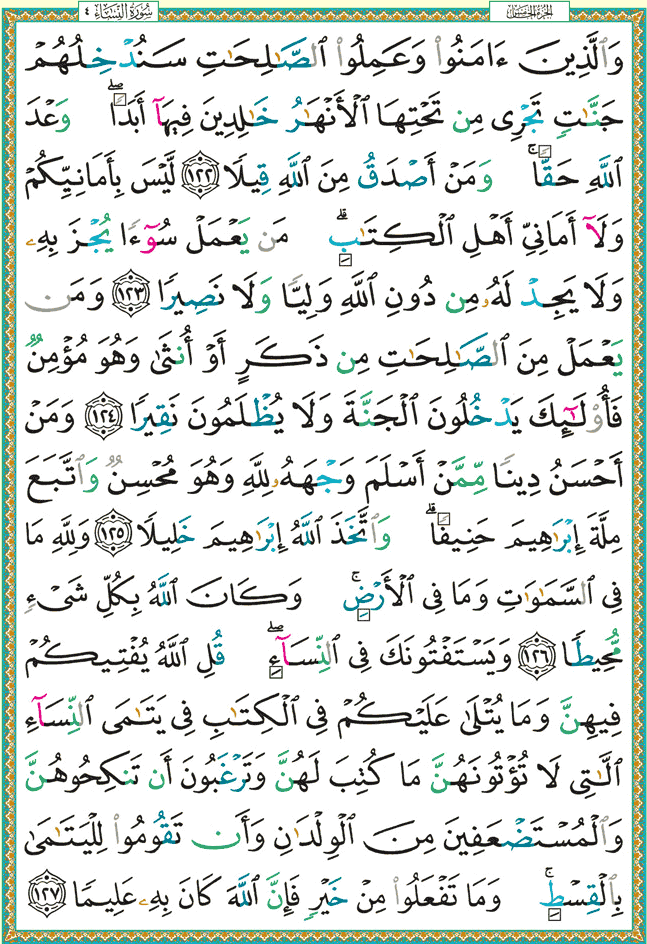 سُورَةُ النِّسَاءِ ٤
الجزء الخامس
وَٱلَّذِينَ ءَامَنُوا۟ وَعَمِلُوا۟ ٱلصَّـٰلِحَـٰتِ سَنُدْخِلُهُمْ
جَنَّـٰتٍ تَجْرِى مِن تَحْتِهَا ٱلْأَنْهَـٰرُ خَـٰلِدِينَ فِيهَآ أَبَدًا ۖ وَعْدَ
ٱللَّهِ حَقًّا ۚ وَمَنْ أَصْدَقُ مِنَ ٱللَّهِ قِيلًا ١٢٢ لَّيْسَ بِأَمَانِيِّكُمْ
وَلَآ أَمَانِىِّ أَهْلِ ٱلْكِتَـٰبِ ۗ مَن يَعْمَلْ سُوٓءًا يُجْزَ بِهِۦ
وَلَا يَجِدْ لَهُۥ مِن دُونِ ٱللَّهِ وَلِيًّا وَلَا نَصِيرًا ١٢٣ وَمَن
يَعْمَلْ مِنَ ٱلصَّـٰلِحَـٰتِ مِن ذَكَرٍ أَوْ أُنثَىٰ وَهُوَ مُؤْمِنٌ
فَأُو۟لَـٰٓئِكَ يَدْخُلُونَ ٱلْجَنَّةَ وَلَا يُظْلَمُونَ نَقِيرًا ١٢٤ وَمَنْ
أَحْسَنُ دِينًا مِّمَّنْ أَسْلَمَ وَجْهَهُۥ لِلَّهِ وَهُوَ مُحْسِنٌ وَٱتَّبَعَ
مِلَّةَ إِبْرَٰهِيمَ حَنِيفًا ۗ وَٱتَّخَذَ ٱللَّهُ إِبْرَٰهِيمَ خَلِيلًا ١٢٥ وَلِلَّهِ مَا
فِى ٱلسَّمَـٰوَٰتِ وَمَا فِى ٱلْأَرْضِ ۚ وَكَانَ ٱللَّهُ بِكُلِّ شَىْءٍ
مُّحِيطًا ١٢٦ وَيَسْتَفْتُونَكَ فِى ٱلنِّسَآءِ ۖ قُلِ ٱللَّهُ يُفْتِيكُمْ
فِيهِنَّ وَمَا يُتْلَىٰ عَلَيْكُمْ فِى ٱلْكِتَـٰبِ فِى يَتَـٰمَى ٱلنِّسَآءِ
ٱلَّـٰتِى لَا تُؤْتُونَهُنَّ مَا كُتِبَ لَهُنَّ وَتَرْغَبُونَ أَن تَنكِحُوهُنَّ
وَٱلْمُسْتَضْعَفِينَ مِنَ ٱلْوِلْدَٰنِ وَأَن تَقُومُوا۟ لِلْيَتَـٰمَىٰ
بِٱلْقِسْطِ ۚ وَمَا تَفْعَلُوا۟ مِنْ خَيْرٍ فَإِنَّ ٱللَّهَ كَانَ بِهِۦ عَلِيمًا ١٢٧